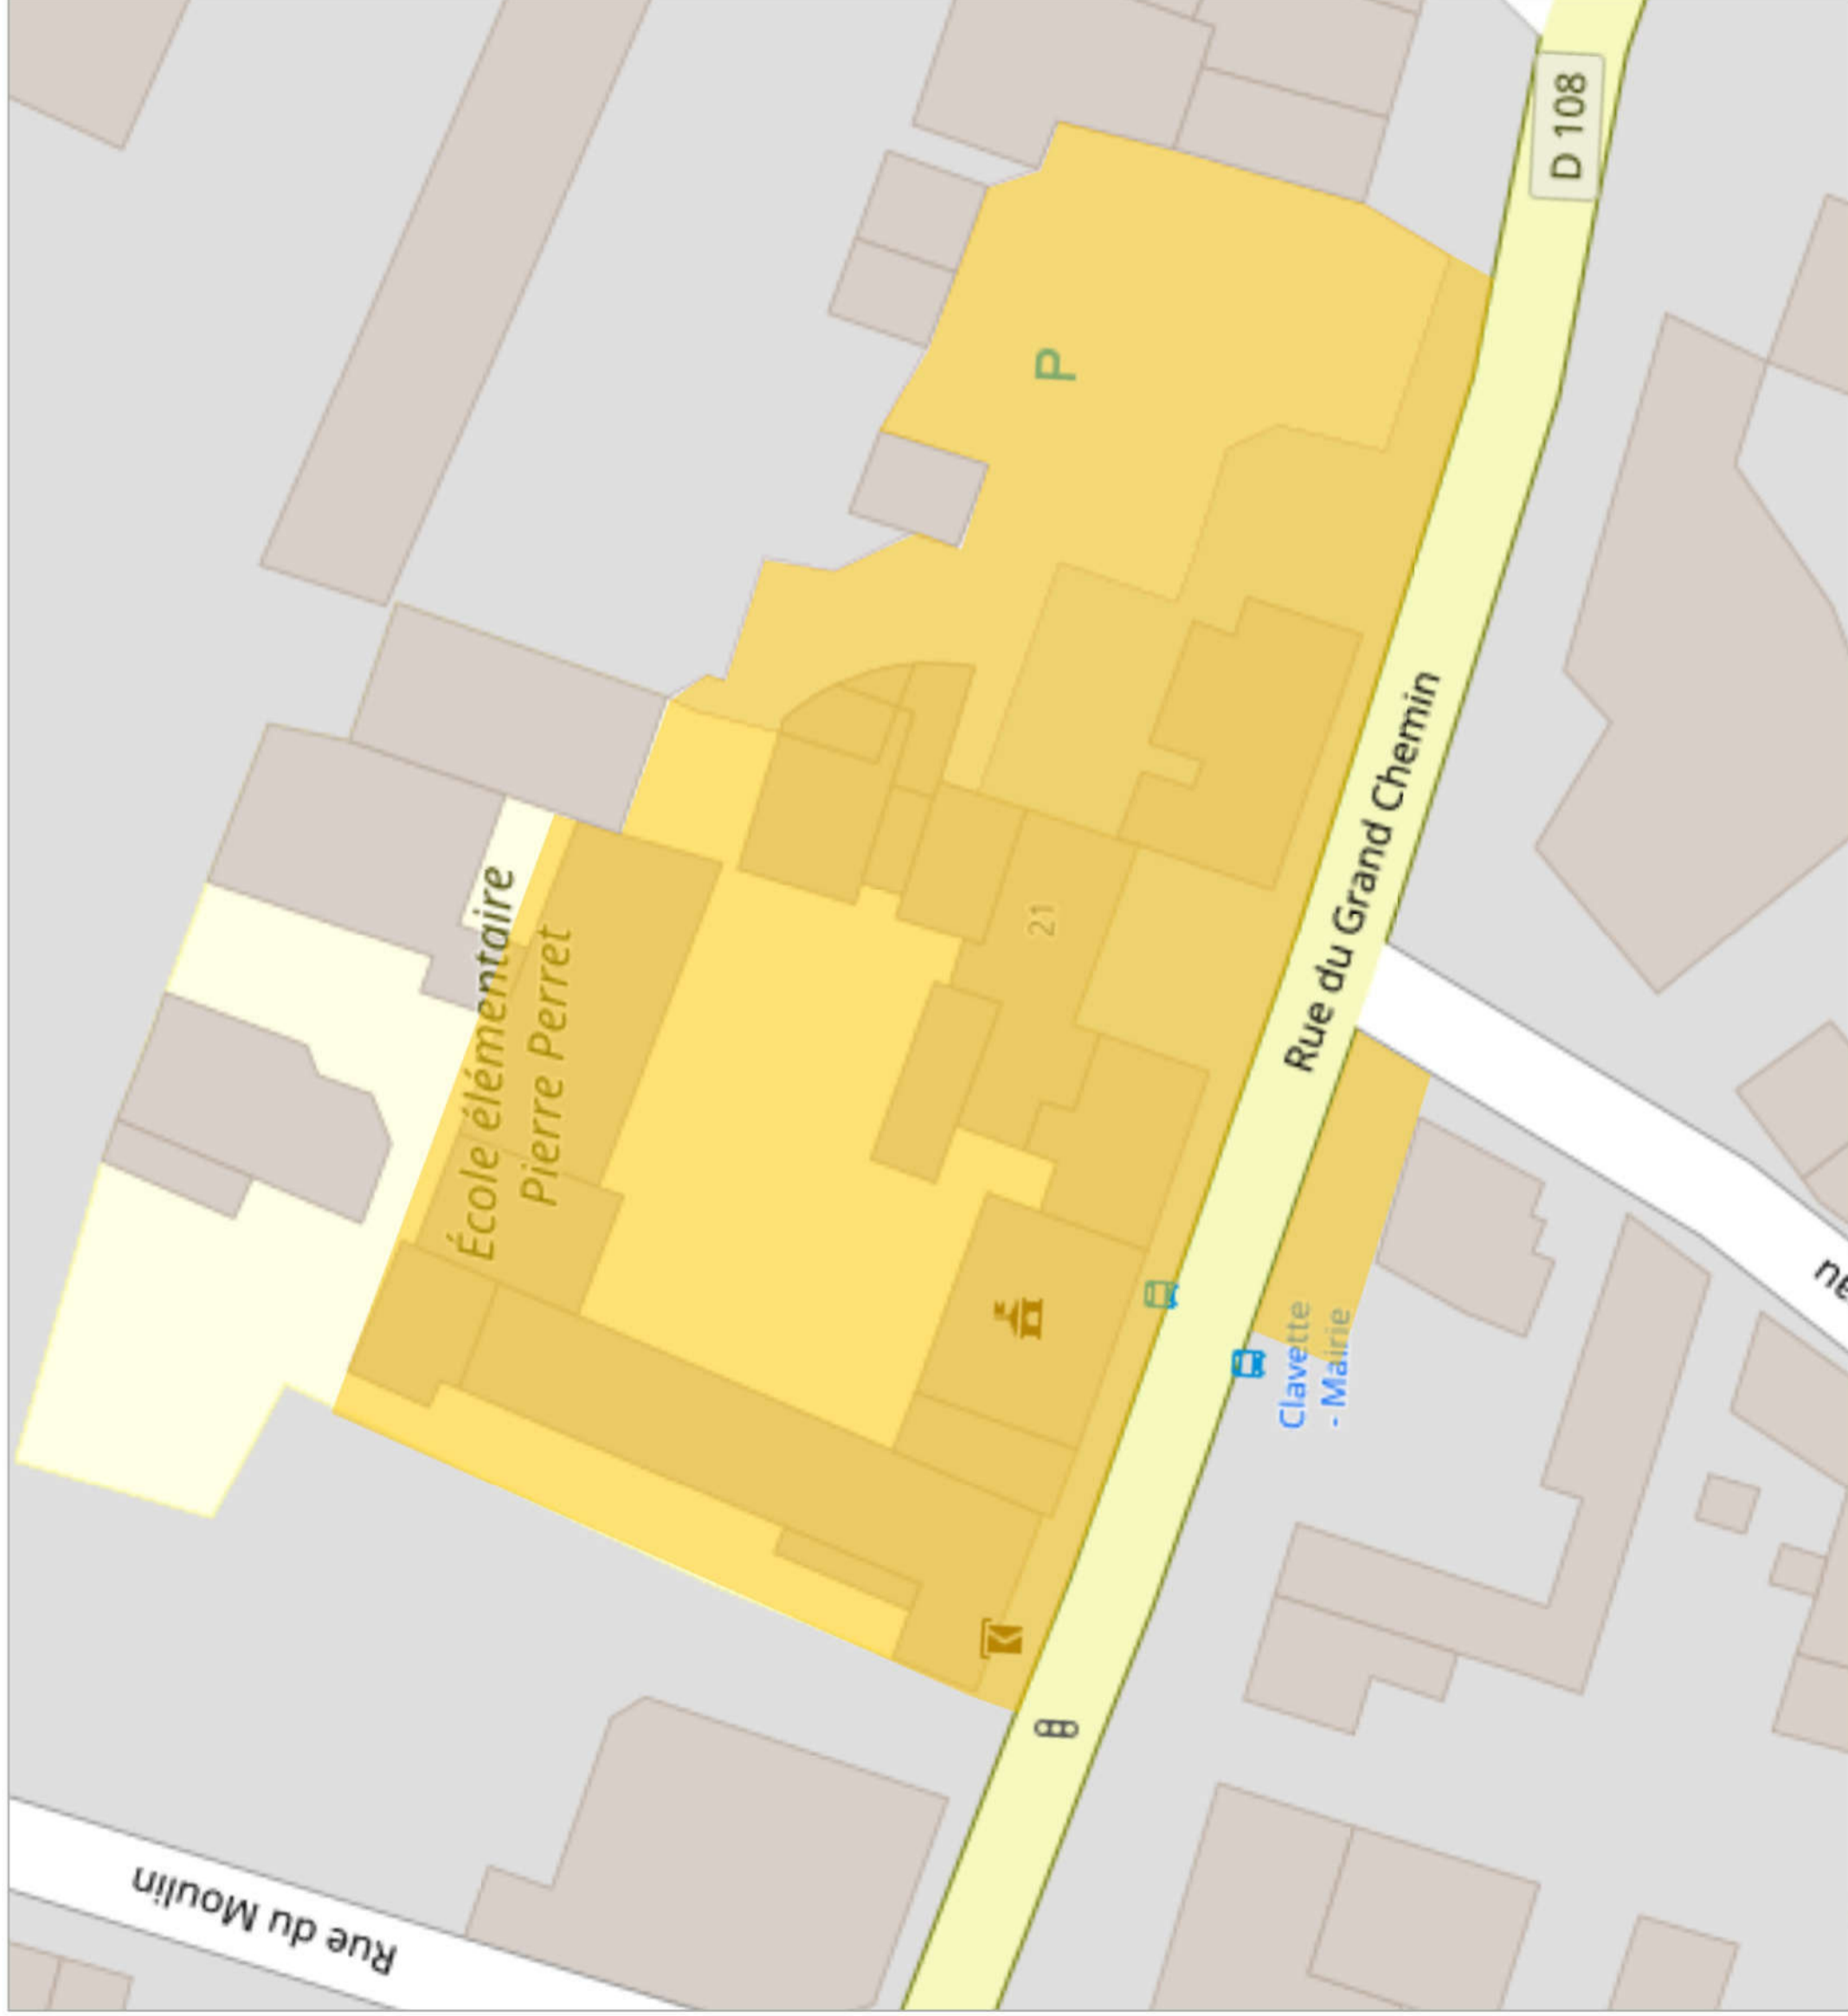 D 108
P
Rue du Grand Chemin
École élémentaire
Pierre Perret
21
Clavette
- Mairie
Rue du Moulin